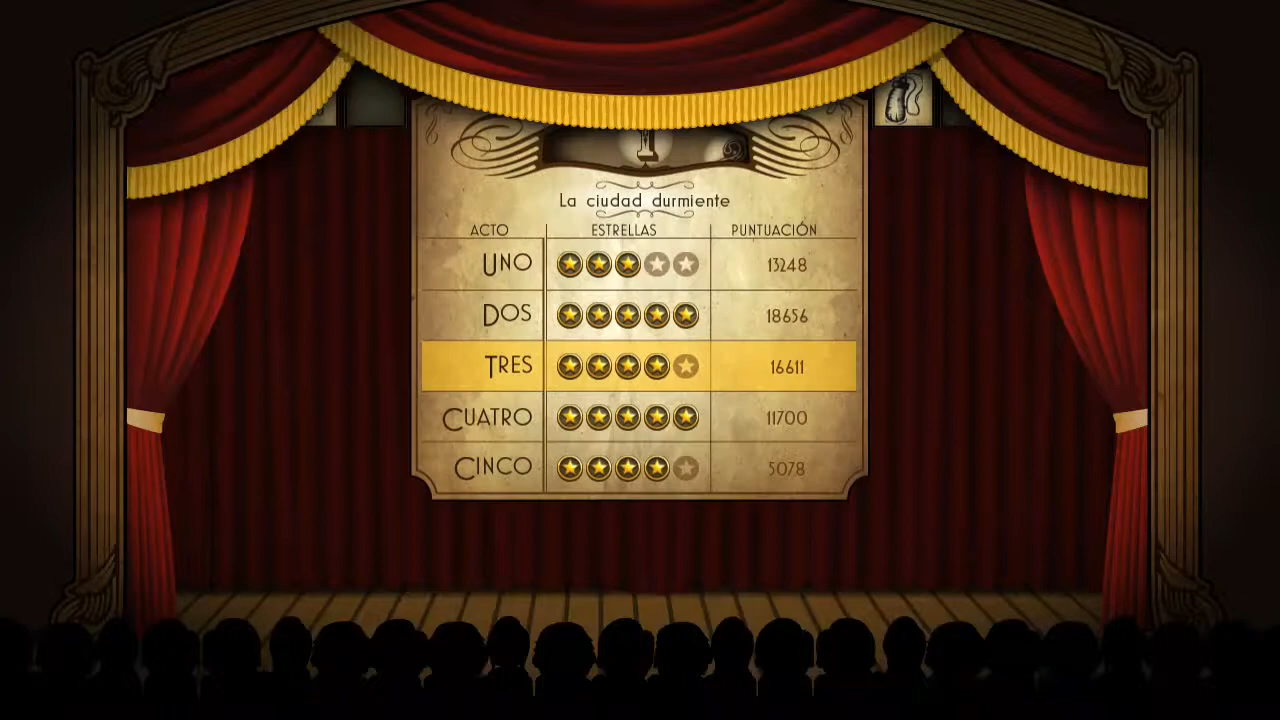 I
La ciudad durmiente
ACTO ESTRELLAS PUNTUACIÓN
UNO 13248
DOS 18656
TRES 16611
CUATRO 11700
CINCO 5078